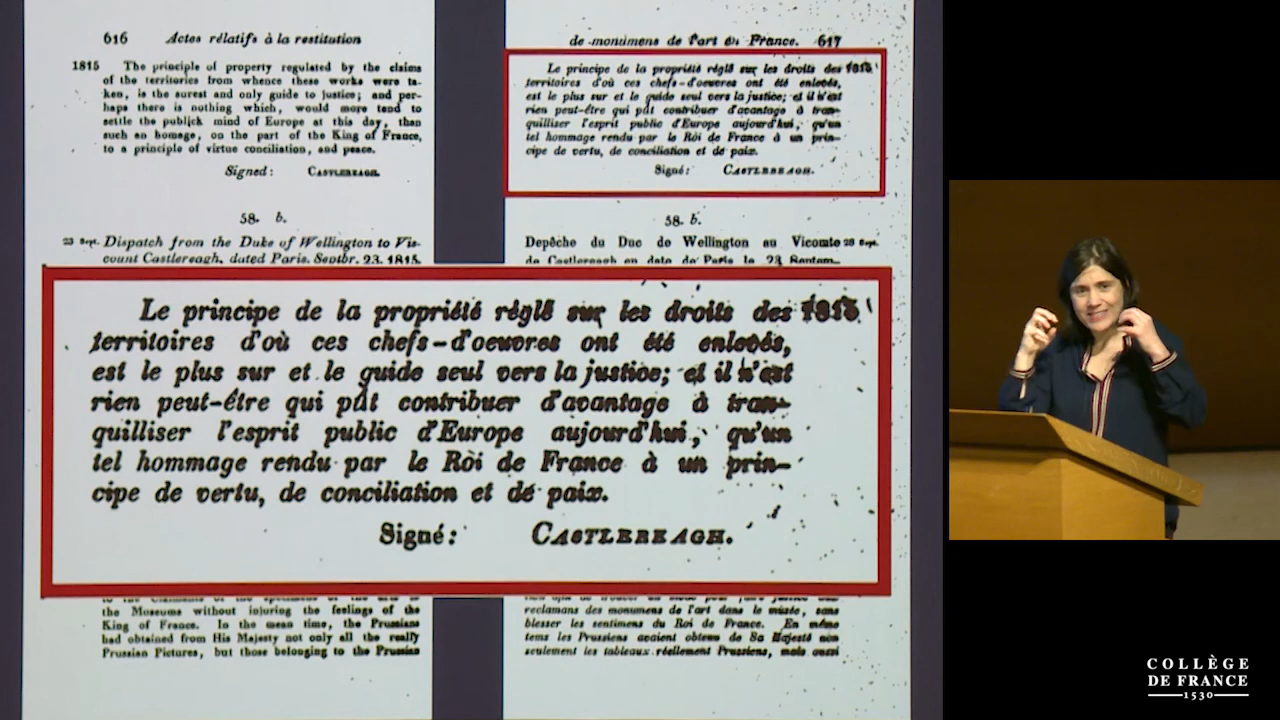 616 Actes rélatifs à la restitution
1815 The principle of property regulated by the claims
of the territories from whence these works were ta-
ken, is the surest and only guide to justice; and per-
haps there is nothing which, would more tend to
settle the publick mind of Europe at this day, than
such an homage, on the part of the King of France,
to a principle of virtue conciliation, and peace.
Signed: CASTLEREAGH.
58. b.
23 Sept. Dispatch from the Duke of Wellington to Vis-
count Castlereagh, dated Paris. Septbr. 23. 1815.
de monumens de l'art en France. 617
Le principe de la propriété réglé sur les droits des 1815
territoires d'où ces chefs-d'oeuvres ont été enlevés,
est le plus sur et le guide seul vers la justice; et il n'est
rien peut-être qui pût contribuer d'avantage à tran-
quilliser l'esprit public d'Europe aujourd'hui, qu'un
tel hommage rendu par le Roi de France à un prin-
cipe de vertu, de conciliation et de paix.
Signé: CASTLEREAGH.
58. b.
Depêche du Duc de Wellington au Vicomte 23 Sept.
de Castlereagh en date de Paris le 23 Septem-
Le principe de la propriété réglé sur les droits des 1815
territoires d'où ces chefs-d'oeuvres ont été enlevés,
est le plus sur et le guide seul vers la justice; et il n'est
rien peut-être qui pût contribuer d'avantage à tran-
quilliser l'esprit public d'Europe aujourd'hui, qu'un
tel hommage rendu par le Roi de France à un prin-
cipe de vertu, de conciliation et de paix.
Signé: CASTLEREAGH.
the Museums without injuring the feelings of the
King of France. In the mean time, the Prussians
had obtained from His Majesty not only all the really
Prussian Pictures, but those belonging to the Prussian
reclamans des monumens de l'art dans le musée, sans
blesser les sentimens du Roi de France. En même
tems les Prussiens avaient obtenu de Sa Majesté non
seulement les tableaux réellement Prussiens, mais aussi
COLLÈGE
DE FRANCE
1530